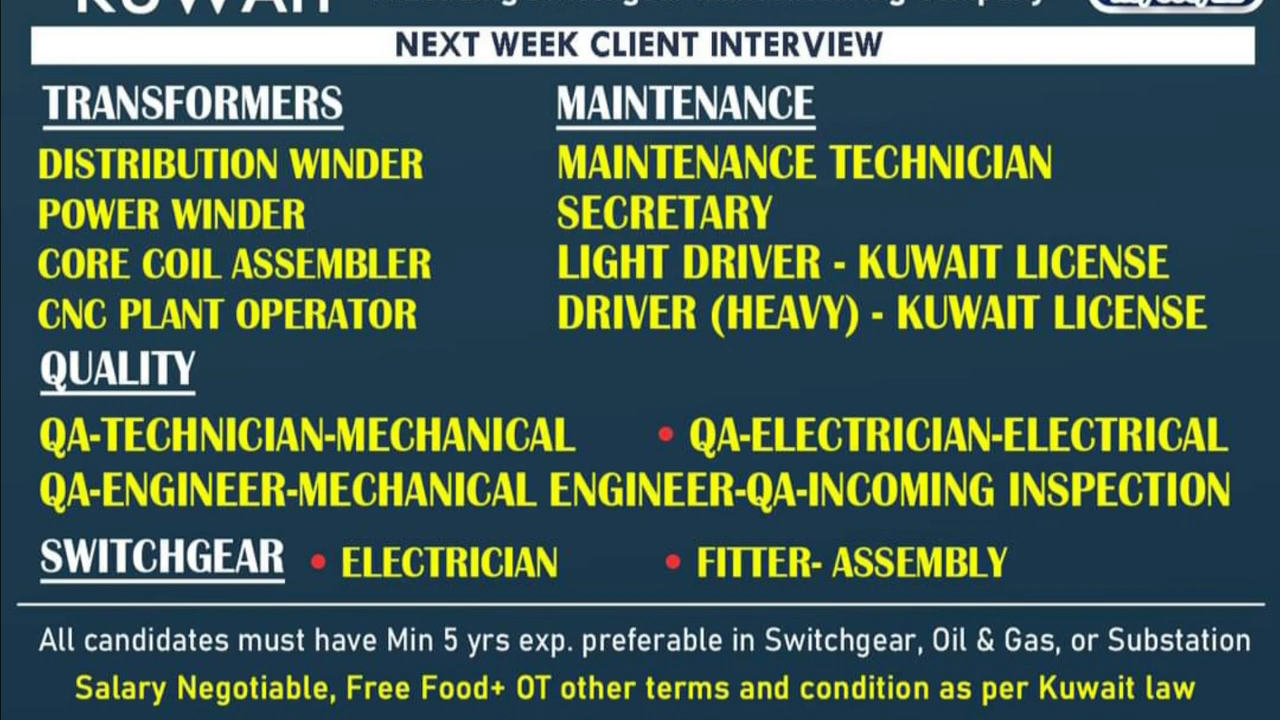 KUWAIT
NEXT WEEK CLIENT INTERVIEW
TRANSFORMERS
DISTRIBUTION WINDER
POWER WINDER
CORE COIL ASSEMBLER
CNC PLANT OPERATOR
MAINTENANCE
MAINTENANCE TECHNICIAN
SECRETARY
LIGHT DRIVER - KUWAIT LICENSE
DRIVER (HEAVY) - KUWAIT LICENSE
QUALITY
QA-TECHNICIAN-MECHANICAL • QA-ELECTRICIAN-ELECTRICAL
QA-ENGINEER-MECHANICAL ENGINEER-QA-INCOMING INSPECTION
SWITCHGEAR • ELECTRICIAN • FITTER- ASSEMBLY
All candidates must have Min 5 yrs exp. preferable in Switchgear, Oil & Gas, or Substation
Salary Negotiable, Free Food+ OT other terms and condition as per Kuwait law